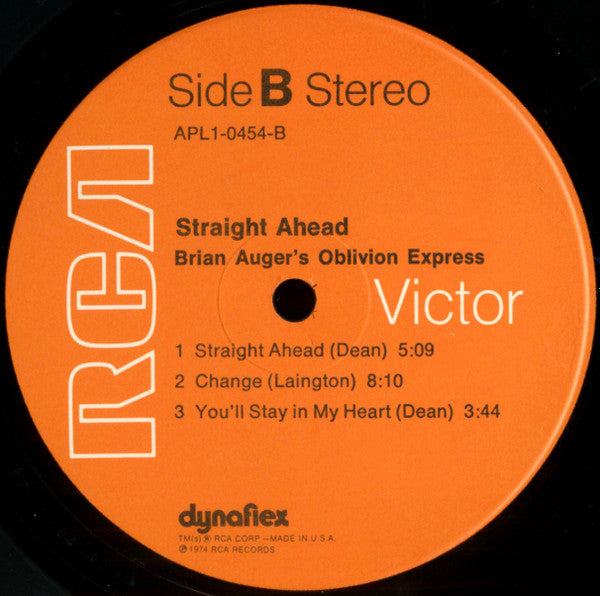 Side B Stereo
APL1-0454-B
RCA
Straight Ahead
Brian Auger's Oblivion Express
Victor
1 Straight Ahead (Dean) 5:09
2 Change (Laington) 8:10
3 You'll Stay in My Heart (Dean) 3:44
dynaflex
TM(s) ® RCA CORP —MADE IN U.S.A.
℗ 1974 RCA RECORDS